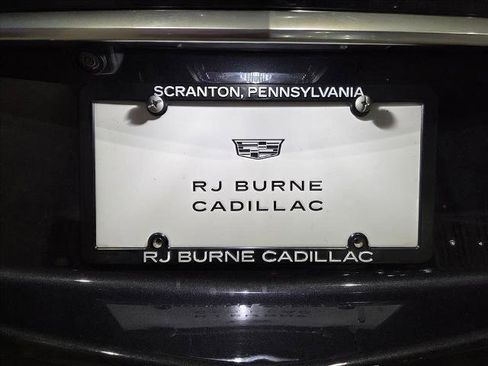 SCRANTON, PENNSYLVANIA
RJ BURNE
CADILLAC
RJ BURNE CADILLAC